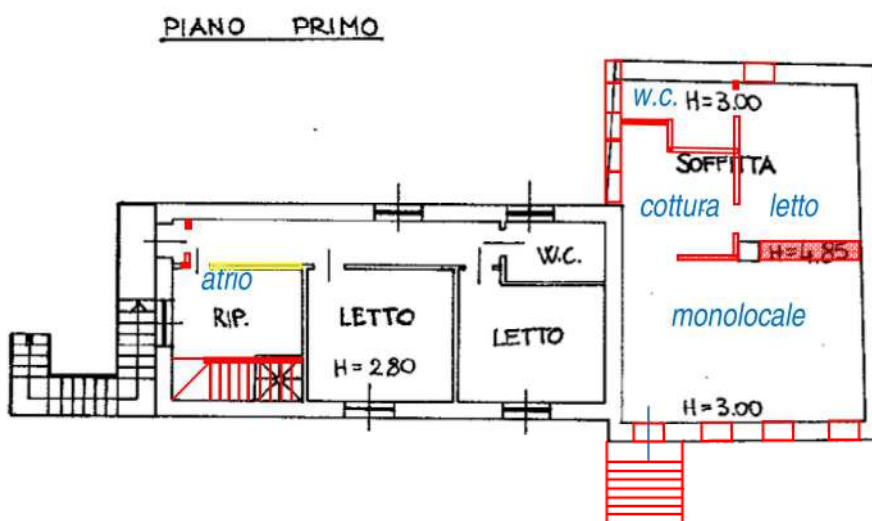 PIANO PRIMO
w.c. H=3.00
SOFFITTA
cottura letto
H=4.85
monolocale
H=3.00
W.C.
atrio
RIP.
LETTO
H=2.80
LETTO